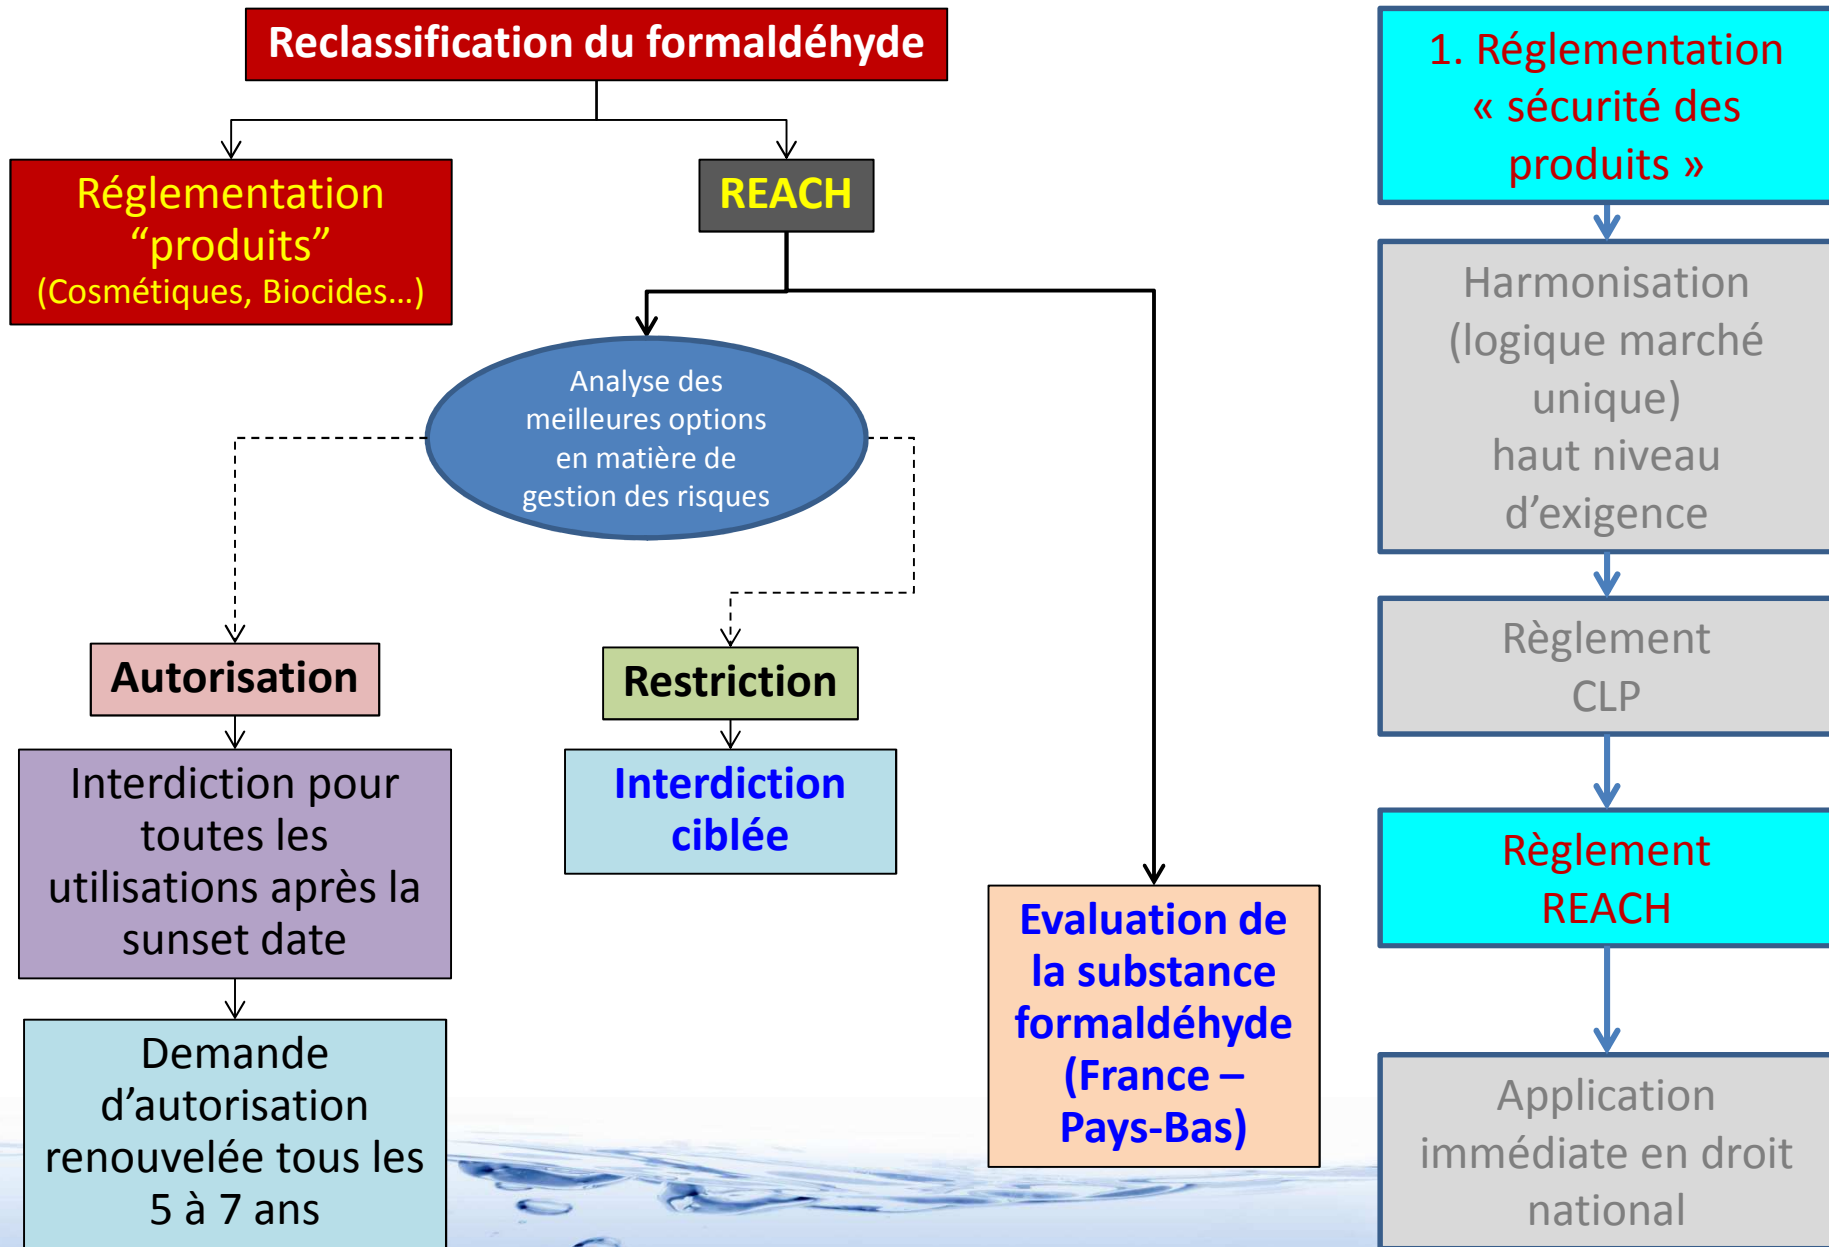 Reclassification du formaldéhyde
Réglementation
“produits”
(Cosmétiques, Biocides…)
REACH
Analyse des
meilleures options
en matière de
gestion des risques
Autorisation
Restriction
Interdiction pour
toutes les
utilisations après la
sunset date
Interdiction
ciblée
Demande
d’autorisation
renouvelée tous les
5 à 7 ans
Evaluation de
la substance
formaldéhyde
(France –
Pays-Bas)
1. Réglementation
« sécurité des
produits »
Harmonisation
(logique marché
unique)
haut niveau
d’exigence
Règlement
CLP
Règlement
REACH
Application
immédiate en droit
national